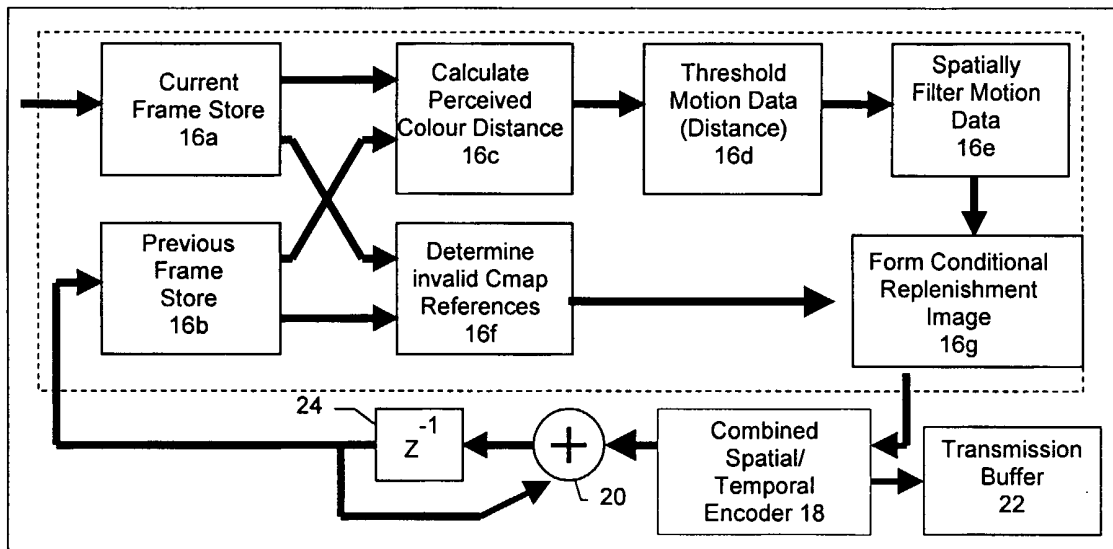 Current
Frame Store
16a
Calculate
Perceived
Colour Distance
16c
Threshold
Motion Data
(Distance)
16d
Spatially
Filter Motion
Data
16e
Previous
Frame
Store
16b
Determine
invalid Cmap
References
16f
Form Conditional
Replenishment
Image
16g
24
Z-1
+
20
Combined
Spatial/
Temporal
Encoder 18
Transmission
Buffer
22